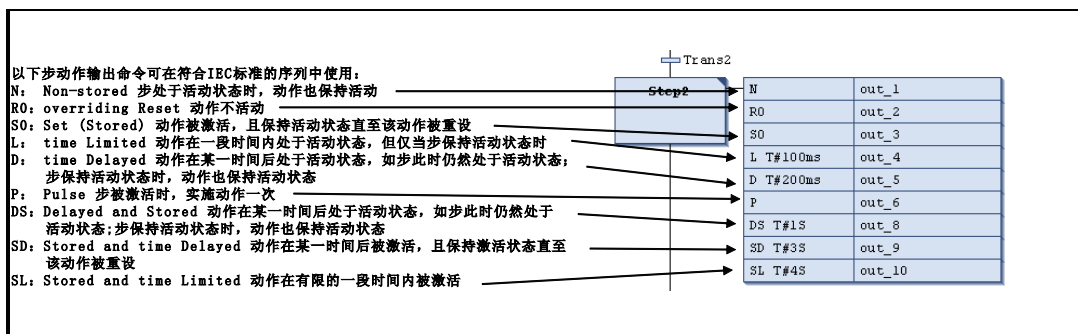 以下步动作输出命令可在符合IEC标准的序列中使用：
N： Non-stored 步处于活动状态时，动作也保持活动
R0：overriding Reset 动作不活动
S0：Set (Stored) 动作被激活，且保持活动状态直至该动作被重设
L： time Limited 动作在一段时间内处于活动状态，但仅当步保持活动状态时
D： time Delayed 动作在某一时间后处于活动状态，如步此时仍然处于活动状态；
步保持活动状态时，动作也保持活动状态
P： Pulse 步被激活时，实施动作一次
DS：Delayed and Stored 动作在某一时间后处于活动状态，如步此时仍然处于
活动状态；步保持活动状态时，动作也保持活动状态
SD：Stored and time Delayed 动作在某一时间后被激活，且保持激活状态直至
该动作被重设
SL：Stored and time Limited 动作在有限的一段时间内被激活
Trans2
Step2
N out_1
R0 out_2
S0 out_3
L T#100ms out_4
D T#200ms out_5
P out_6
DS T#1S out_8
SD T#3S out_9
SL T#4S out_10